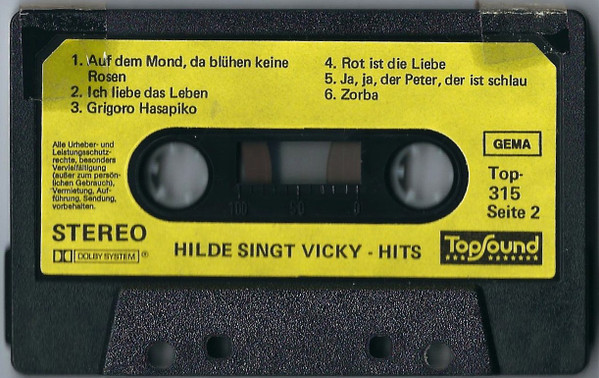 1. Auf dem Mond, da blühen keine
Rosen
2. Ich liebe das Leben
3. Grigoro Hasapiko
4. Rot ist die Liebe
5. Ja, ja, der Peter, der ist schlau
6. Zorba
Alle Urheber- und
Leistungsschutz-
rechte, besonders
Vervielfältigung
(außer zum persön-
lichen Gebrauch),
Vermietung, Auf-
führung, Sendung,
vorbehalten.
GEMA
Top-
315
Seite 2
STEREO
DOLBY SYSTEM ®
HILDE SINGT VICKY - HITS
TopSound